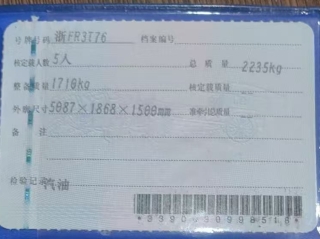 号牌号码 浙FR3T76 档案编号
核定载人数 5人 总质量 2235kg
整备质量 1710kg 核定载质量 --
外廓尺寸 5087×1868×1500mm 准牵引总质量 --
备注
检验记录 汽油